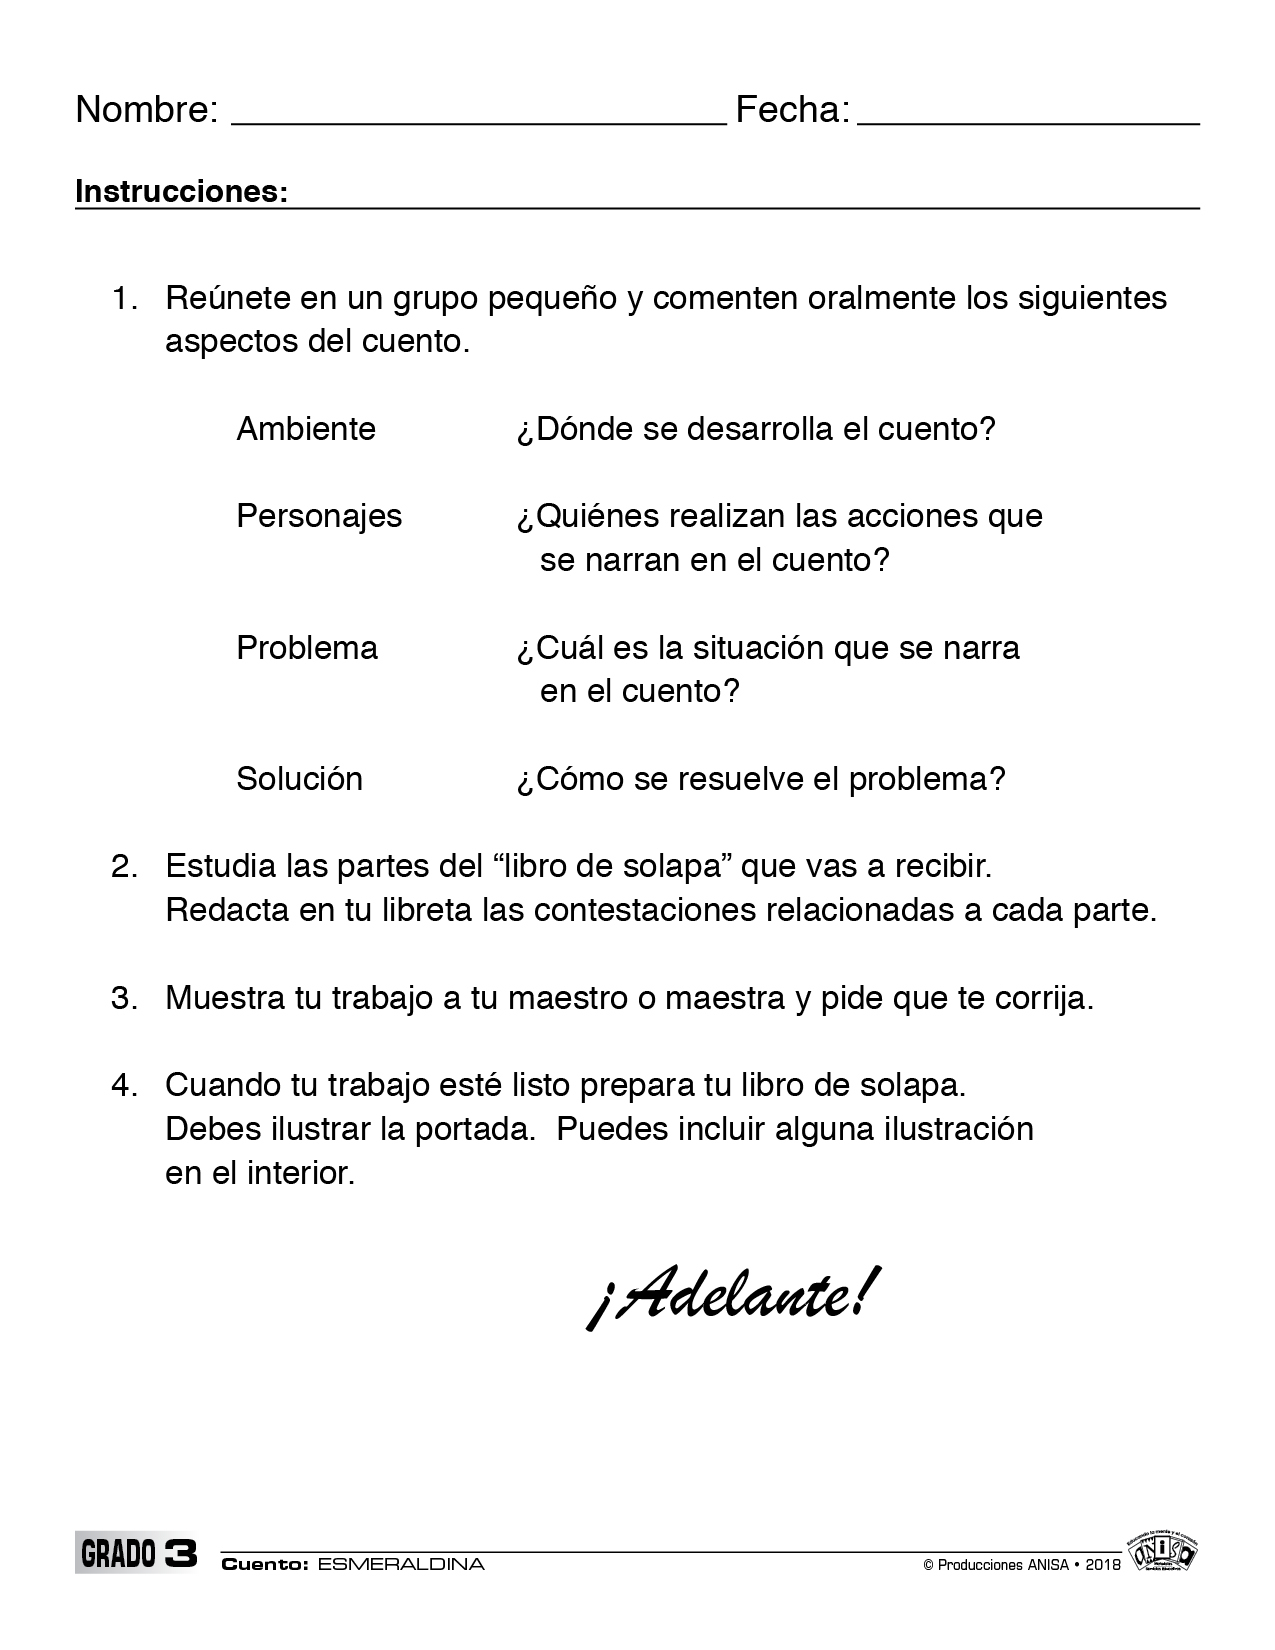 Nombre: Fecha:
Instrucciones:
1. Reúnete en un grupo pequeño y comenten oralmente los siguientes
aspectos del cuento.
Ambiente ¿Dónde se desarrolla el cuento?
Personajes ¿Quiénes realizan las acciones que
se narran en el cuento?
Problema ¿Cuál es la situación que se narra
en el cuento?
Solución ¿Cómo se resuelve el problema?
2. Estudia las partes del “libro de solapa” que vas a recibir.
Redacta en tu libreta las contestaciones relacionadas a cada parte.
3. Muestra tu trabajo a tu maestro o maestra y pide que te corrija.
4. Cuando tu trabajo esté listo prepara tu libro de solapa.
Debes ilustrar la portada. Puedes incluir alguna ilustración
en el interior.
¡Adelante!
GRADO 3
Cuento: ESMERALDINA
© Producciones ANISA • 2018
Educando la mente y el corazón
ANISA